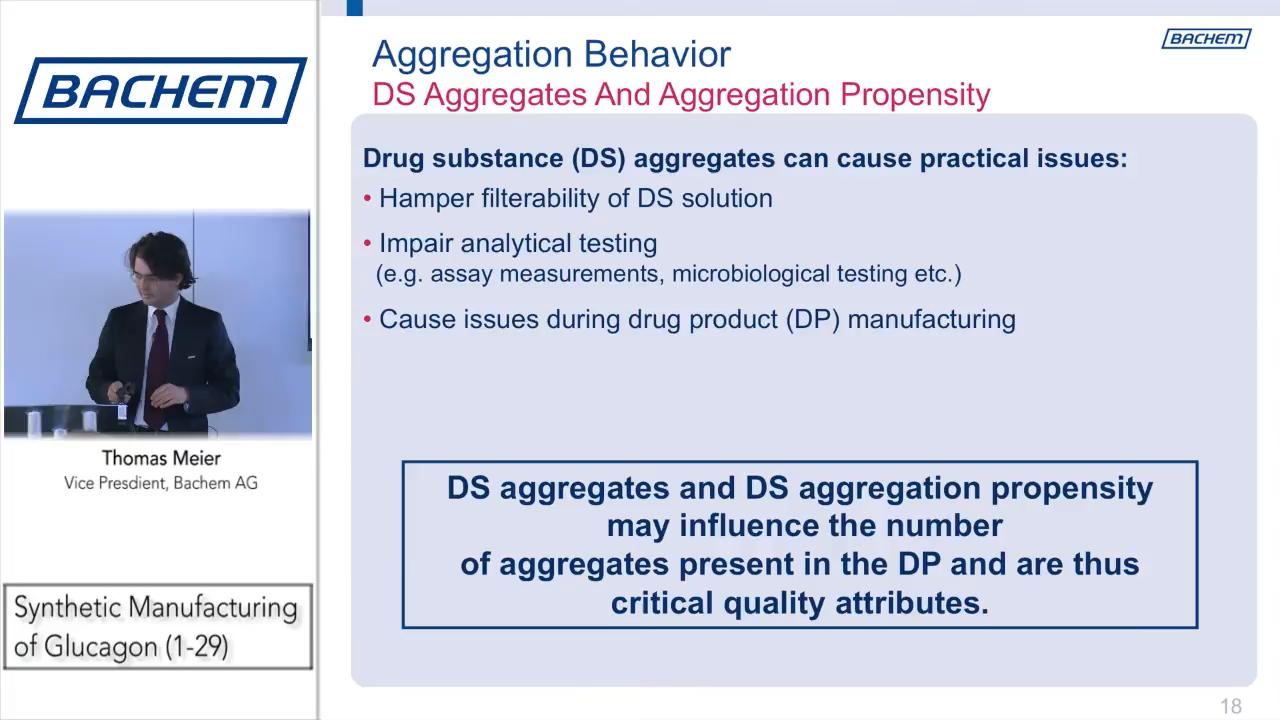 BACHEM
Thomas Meier
Vice Presdient, Bachem AG
Synthetic Manufacturing
of Glucagon (1-29)
BACHEM
Aggregation Behavior
DS Aggregates And Aggregation Propensity
Drug substance (DS) aggregates can cause practical issues:
• Hamper filterability of DS solution
• Impair analytical testing
(e.g. assay measurements, microbiological testing etc.)
• Cause issues during drug product (DP) manufacturing
DS aggregates and DS aggregation propensity
may influence the number
of aggregates present in the DP and are thus
critical quality attributes.
18